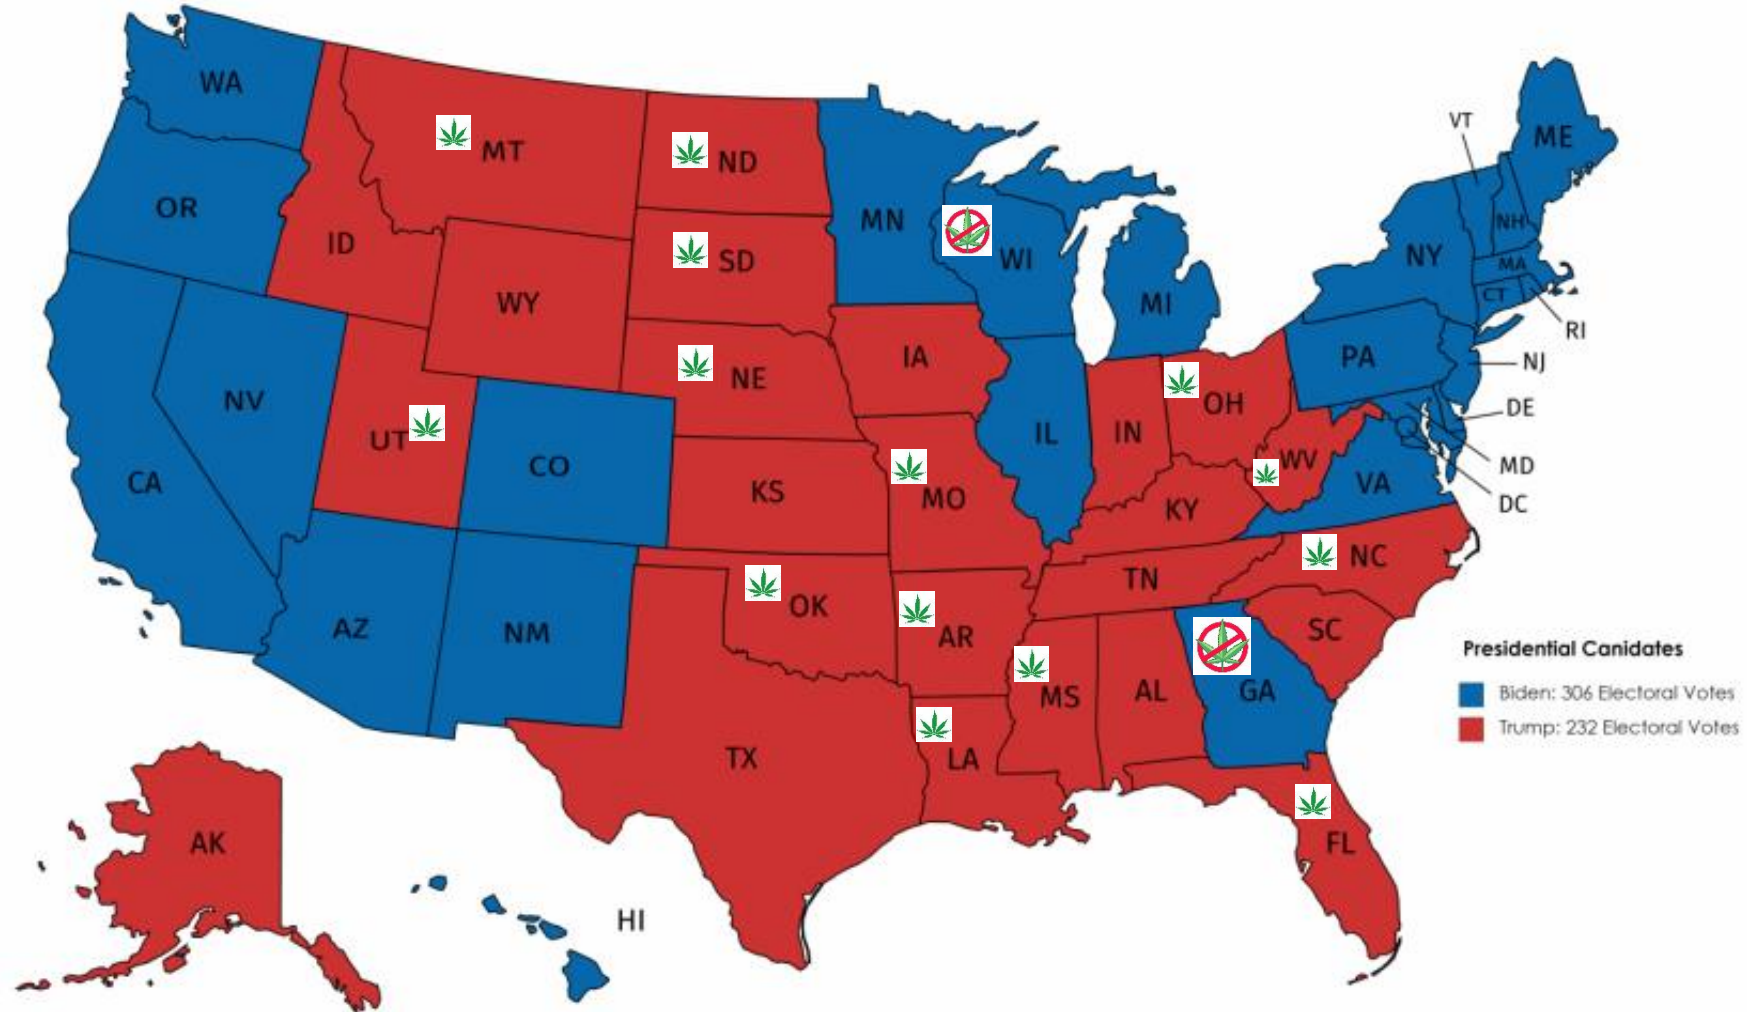 WA
MT
ND
OR
ID
SD
MN
WI
MI
VT
ME
NH
NY
MA
CT
RI
WY
NE
IA
PA
NJ
NV
UT
CO
KS
MO
IL
IN
OH
WV
VA
DE
MD
DC
CA
KY
AZ
NM
OK
AR
TN
NC
SC
TX
LA
MS
AL
GA
FL
AK
HI
Presidential Canidates
Biden: 306 Electoral Votes
Trump: 232 Electoral Votes